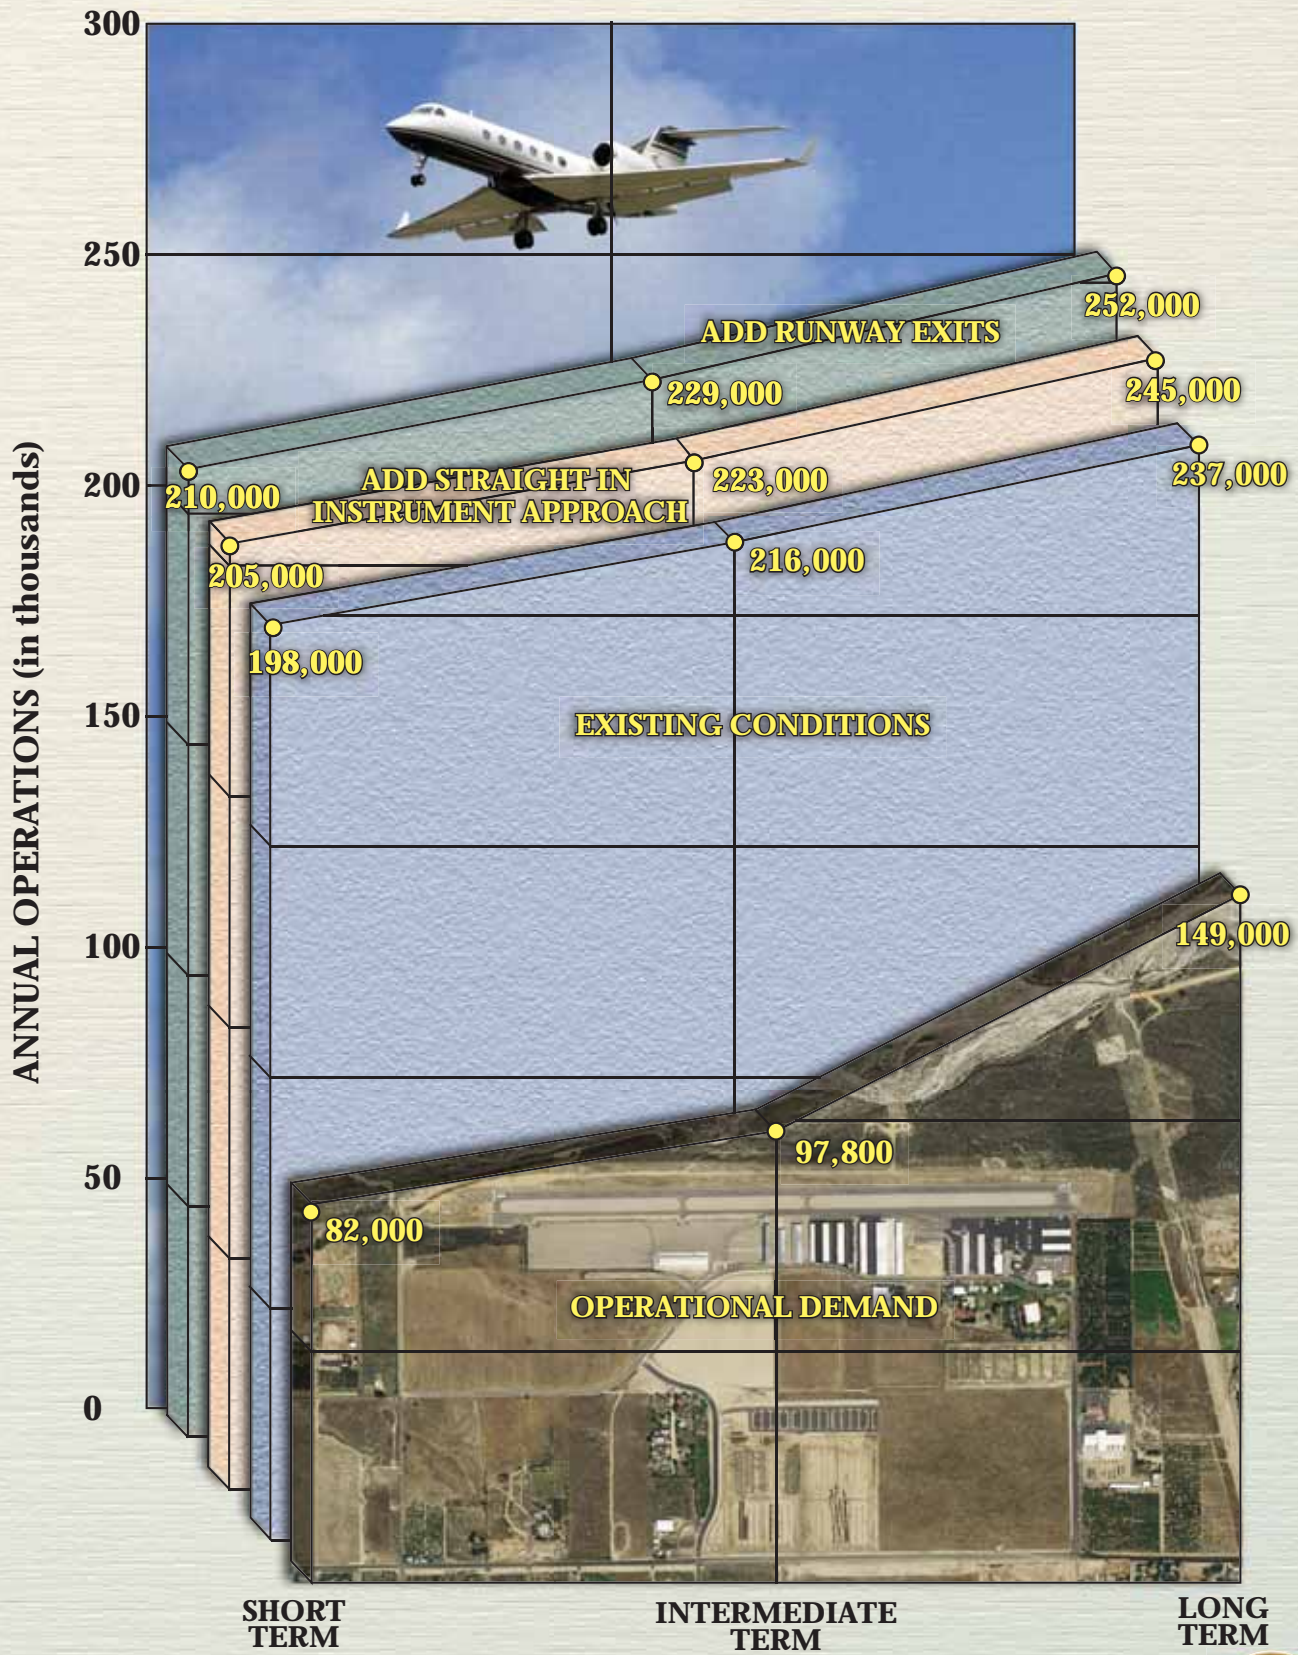 300
250
200
150
100
50
0
ANNUAL OPERATIONS (in thousands)
ADD RUNWAY EXITS
252,000
229,000
210,000
ADD STRAIGHT IN
INSTRUMENT APPROACH
245,000
223,000
205,000
237,000
216,000
198,000
EXISTING CONDITIONS
149,000
97,800
82,000
OPERATIONAL DEMAND
SHORT
TERM
INTERMEDIATE
TERM
LONG
TERM